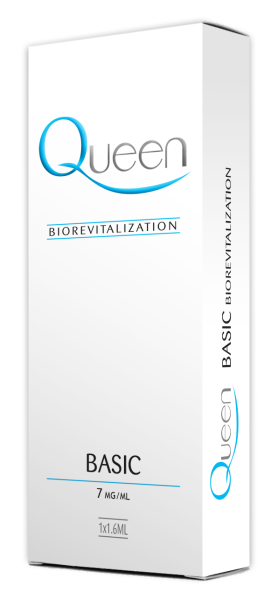 Queen
BIOREVITALIZATION
BASIC
7 MG/ML
1x1.6ML
Queen BASIC BIOREVITALIZATION